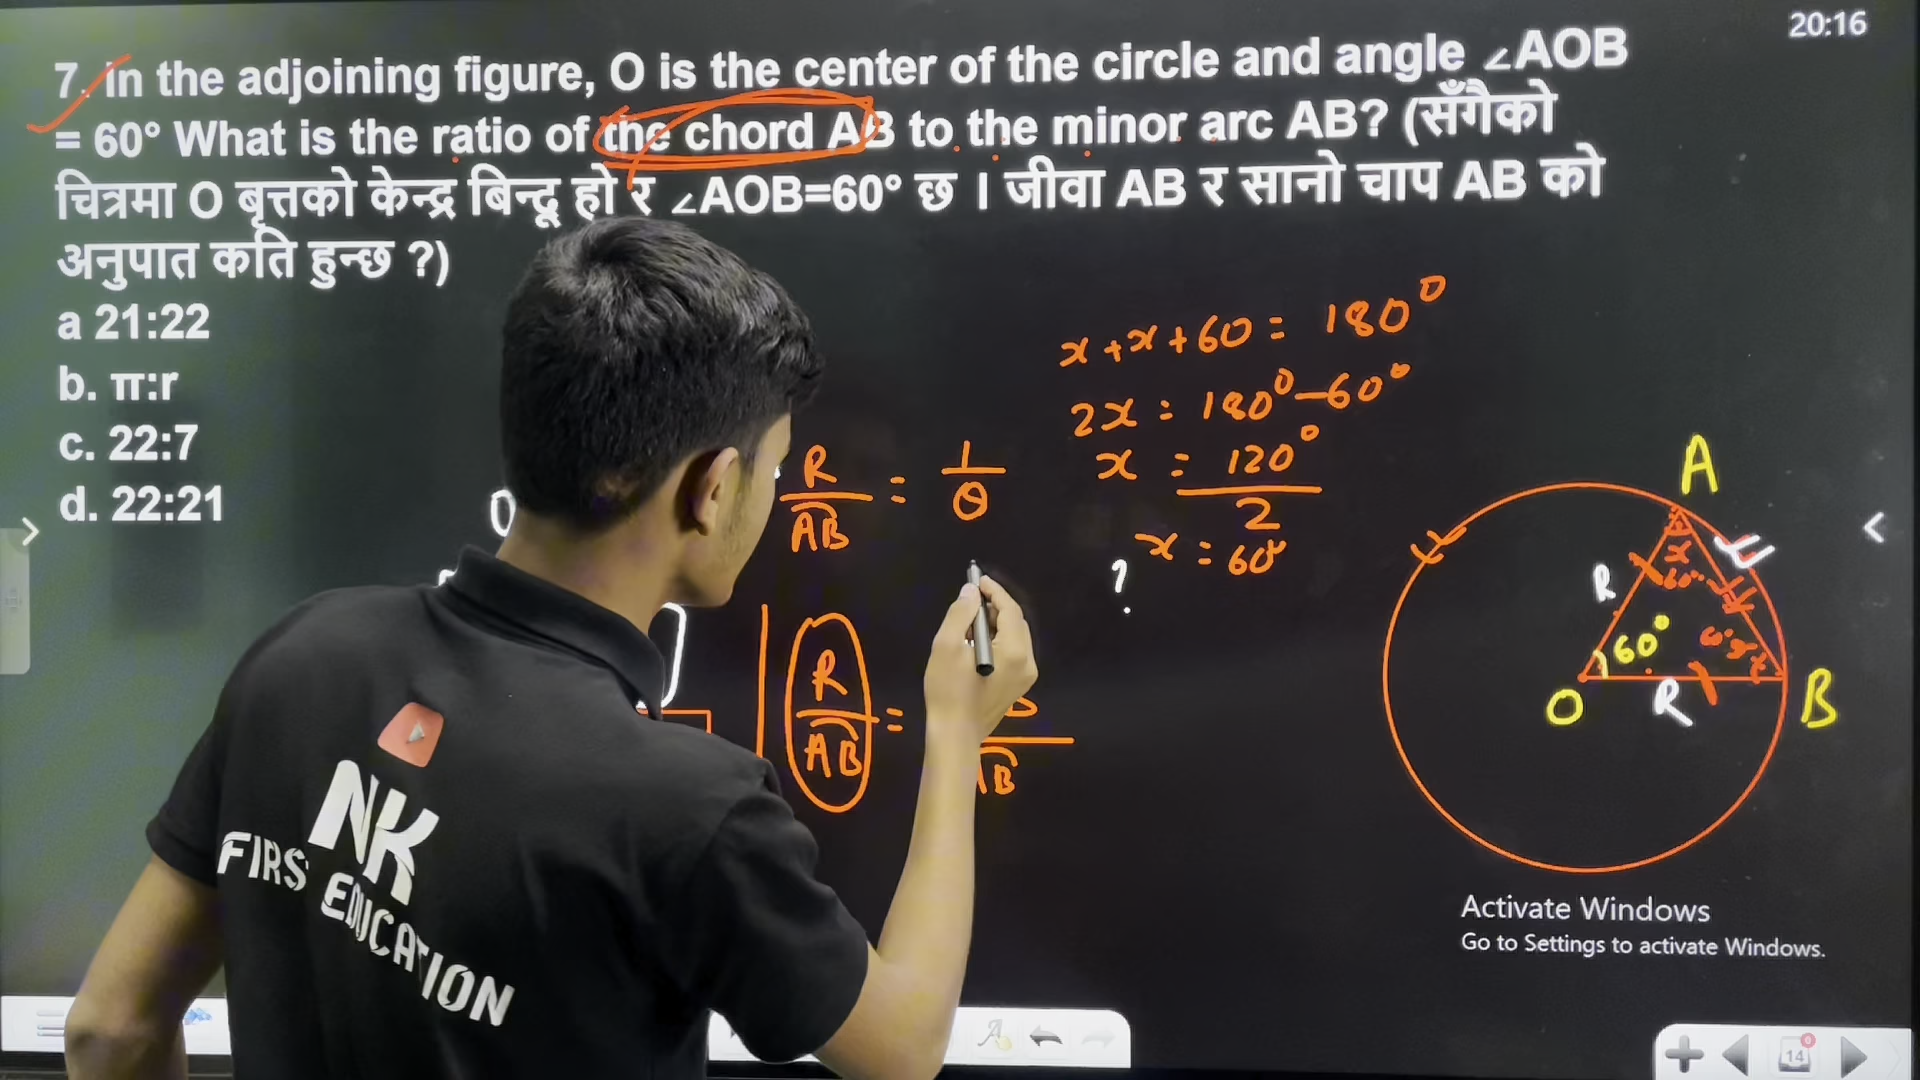 20:16
7. In the adjoining figure, O is the center of the circle and angle ∠AOB
= 60° What is the ratio of the chord AB to the minor arc AB? (सँगैको
चित्रमा O बृत्तको केन्द्र बिन्दू हो र ∠AOB=60° छ । जीवा AB र सानो चाप AB को
अनुपात कति हुन्छ ?)
a 21:22
b. π:r
c. 22:7
d. 22:21
x+x+60 = 180°
2x = 180°-60°
x = 120°
2
x = 60°
R = 1
AB θ
?
R =
AB
A
x
60°
R
60°
O
R
B
NK
FIRS EDUCATION
Activate Windows
Go to Settings to activate Windows.
14